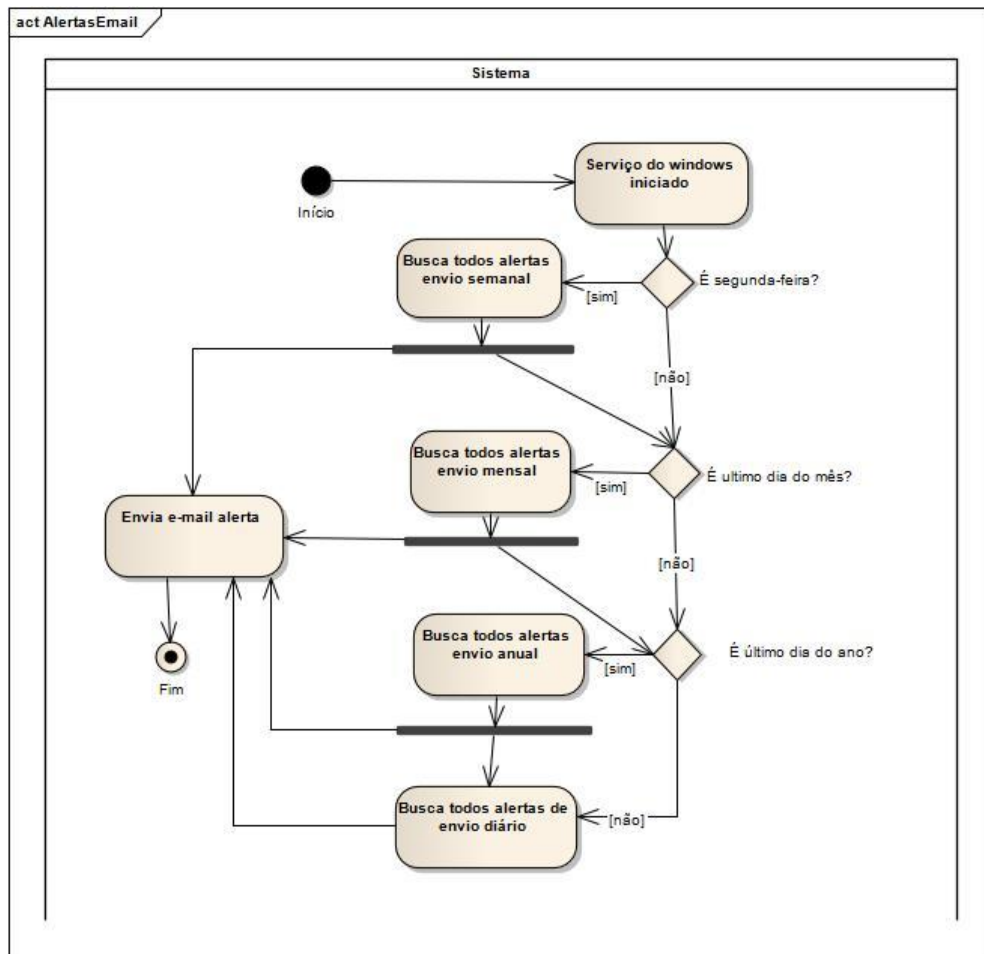 act AlertasEmail
Sistema
Serviço do windows
iniciado
Início
Busca todos alertas
envio semanal
É segunda-feira?
[sim]
[não]
Busca todos alertas
envio mensal
É ultimo dia do mês?
[sim]
Envia e-mail alerta
[não]
Busca todos alertas
envio anual
É último dia do ano?
[sim]
Fim
Busca todos alertas de
envio diário
[não]